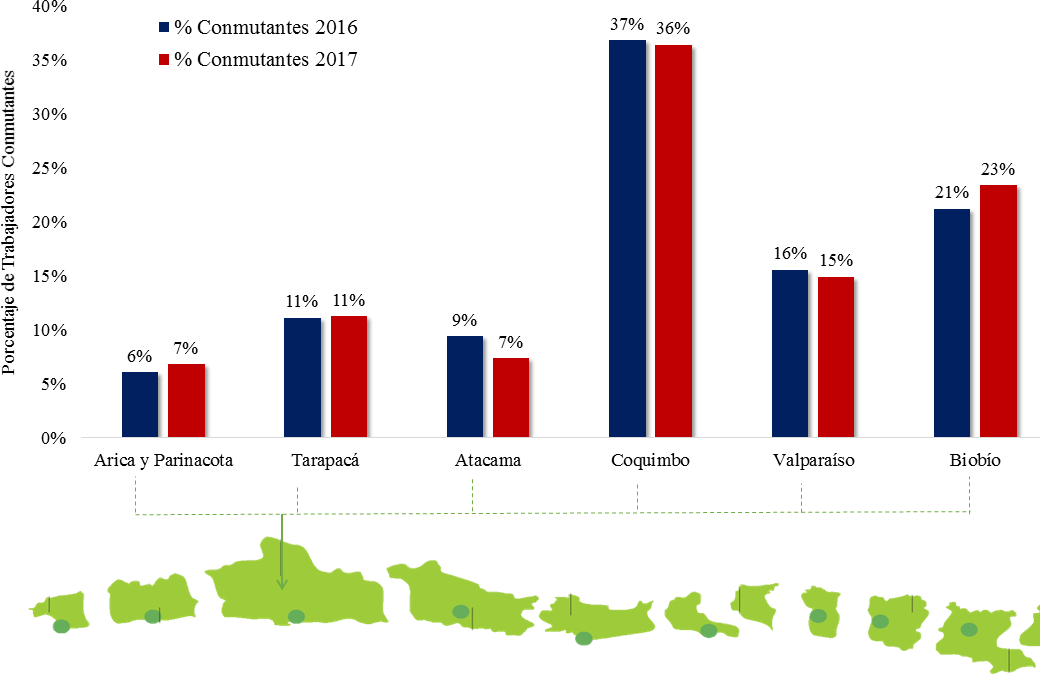 % Conmutantes 2016
% Conmutantes 2017
Porcentaje de Trabajadores Conmutantes
40%
35%
30%
25%
20%
15%
10%
5%
0%
6%
7%
11%
11%
9%
7%
37%
36%
16%
15%
21%
23%
Arica y Parinacota
Tarapacá
Atacama
Coquimbo
Valparaíso
Biobío